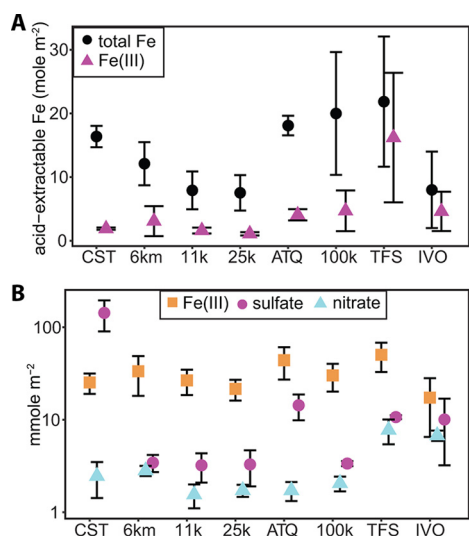 A
total Fe
Fe(III)
acid-extractable Fe (mole m-2)
30
20
10
0
CST 6km 11k 25k ATQ 100k TFS IVO
B
Fe(III) sulfate nitrate
mmole m-2
100
10
1
CST 6km 11k 25k ATQ 100k TFS IVO